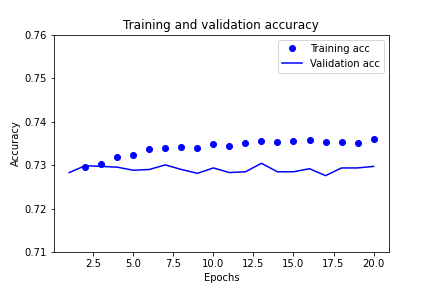 Training and validation accuracy
0.76
0.75
0.74
0.73
0.72
0.71
Accuracy
Training acc
Validation acc
2.5 5.0 7.5 10.0 12.5 15.0 17.5 20.0
Epochs